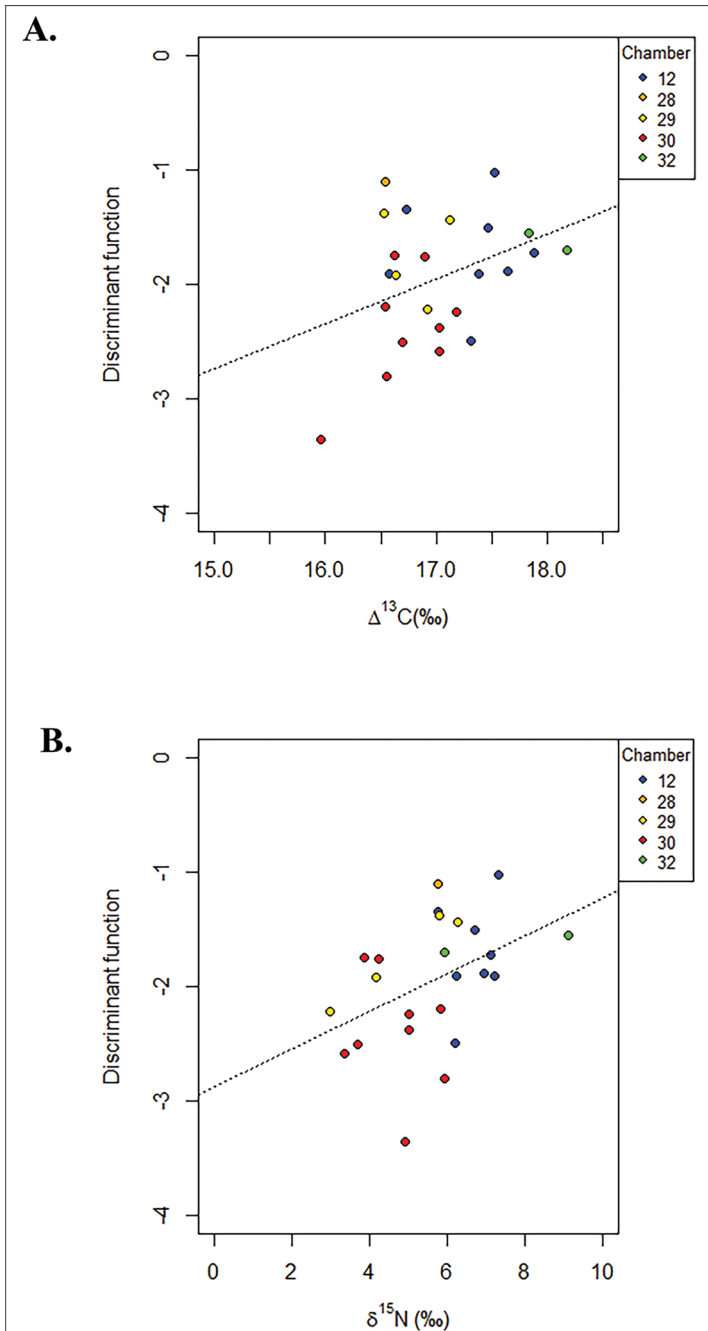 A.
Chamber
12
28
29
30
32
Discriminant function
0
-1
-2
-3
-4
15.0 16.0 17.0 18.0
Δ¹³C(‰)
B.
Chamber
12
28
29
30
32
Discriminant function
0
-1
-2
-3
-4
0 2 4 6 8 10
δ¹⁵N (‰)